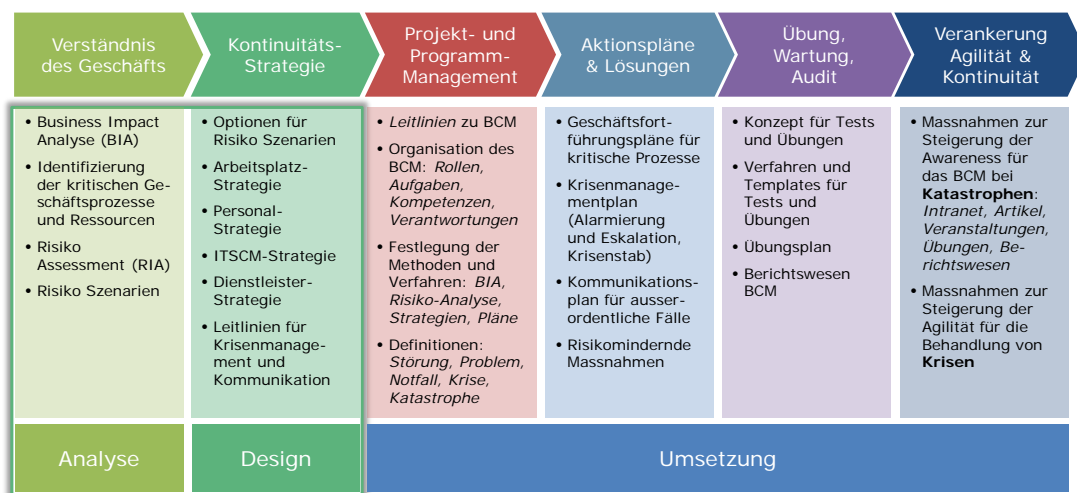 Verständnis
des Geschäfts
Kontinuitäts-
Strategie
Projekt- und
Programm-
Management
Aktionspläne
& Lösungen
Übung,
Wartung,
Audit
Verankerung
Agilität &
Kontinuität
• Business Impact
Analyse (BIA)
• Identifizierung
der kritischen Ge-
schäftsprozesse
und Ressourcen
• Risiko
Assessment (RIA)
• Risiko Szenarien
• Optionen für
Risiko Szenarien
• Arbeitsplatz-
Strategie
• Personal-
Strategie
• ITSCM-Strategie
• Dienstleister-
Strategie
• Leitlinien für
Krisenmanage-
ment und
Kommunikation
• Leitlinien zu BCM
• Organisation des
BCM: Rollen,
Aufgaben,
Kompetenzen,
Verantwortungen
• Festlegung der
Methoden und
Verfahren: BIA,
Risiko-Analyse,
Strategien, Pläne
• Definitionen:
Störung, Problem,
Notfall, Krise,
Katastrophe
• Geschäftsfort-
führungspläne für
kritische Prozesse
• Krisenmanage-
mentplan
(Alarmierung
und Eskalation,
Krisenstab)
• Kommunikations-
plan für ausser-
ordentliche Fälle
• Risikomindernde
Massnahmen
• Konzept für Tests
und Übungen
• Verfahren und
Templates für
Tests und
Übungen
• Übungsplan
• Berichtswesen
BCM
• Massnahmen zur
Steigerung der
Awareness für
das BCM bei
Katastrophen:
Intranet, Artikel,
Veranstaltungen,
Übungen, Be-
richtswesen
• Massnahmen zur
Steigerung der
Agilität für die
Behandlung von
Krisen
Analyse
Design
Umsetzung